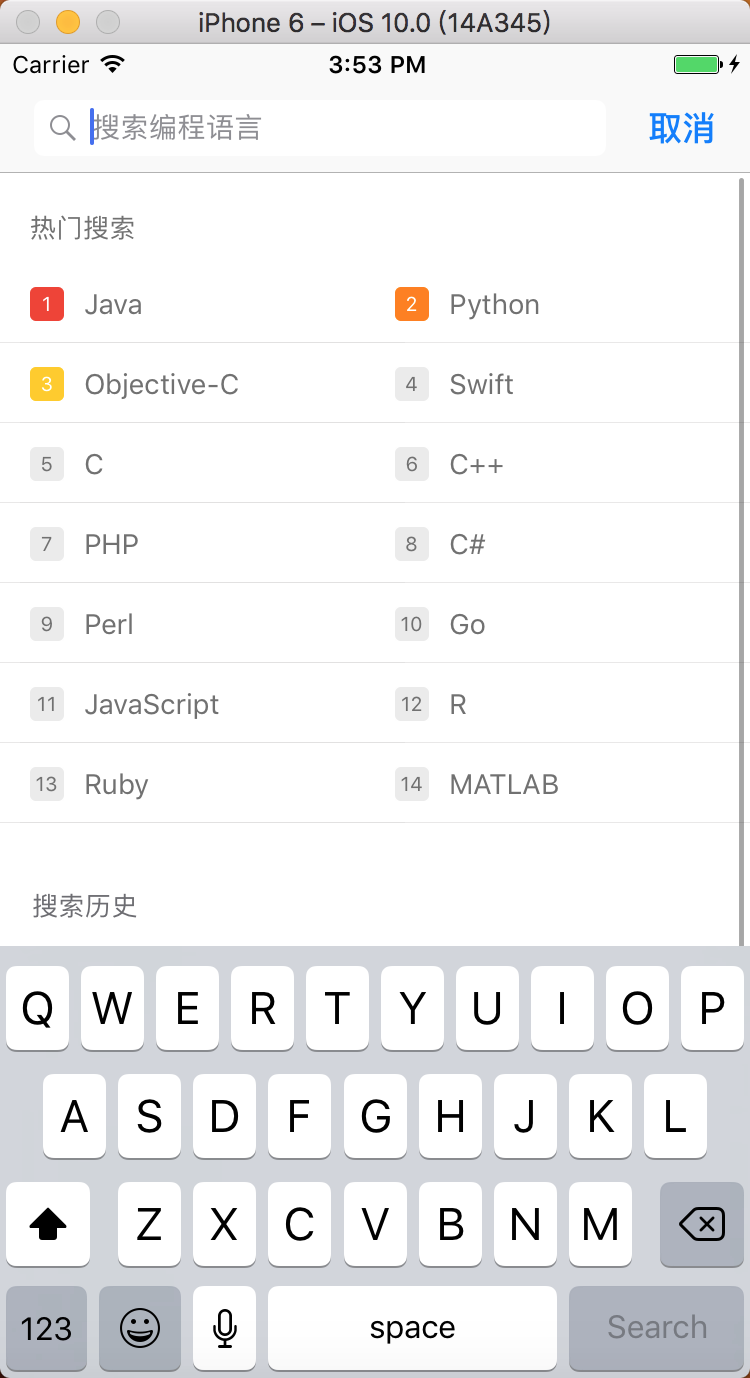 iPhone 6 – iOS 10.0 (14A345)
Carrier 3:53 PM
搜索编程语言 取消
热门搜索
1 Java 2 Python
3 Objective-C 4 Swift
5 C 6 C++
7 PHP 8 C#
9 Perl 10 Go
11 JavaScript 12 R
13 Ruby 14 MATLAB
搜索历史
Q W E R T Y U I O P
A S D F G H J K L
Z X C V B N M
123 space Search